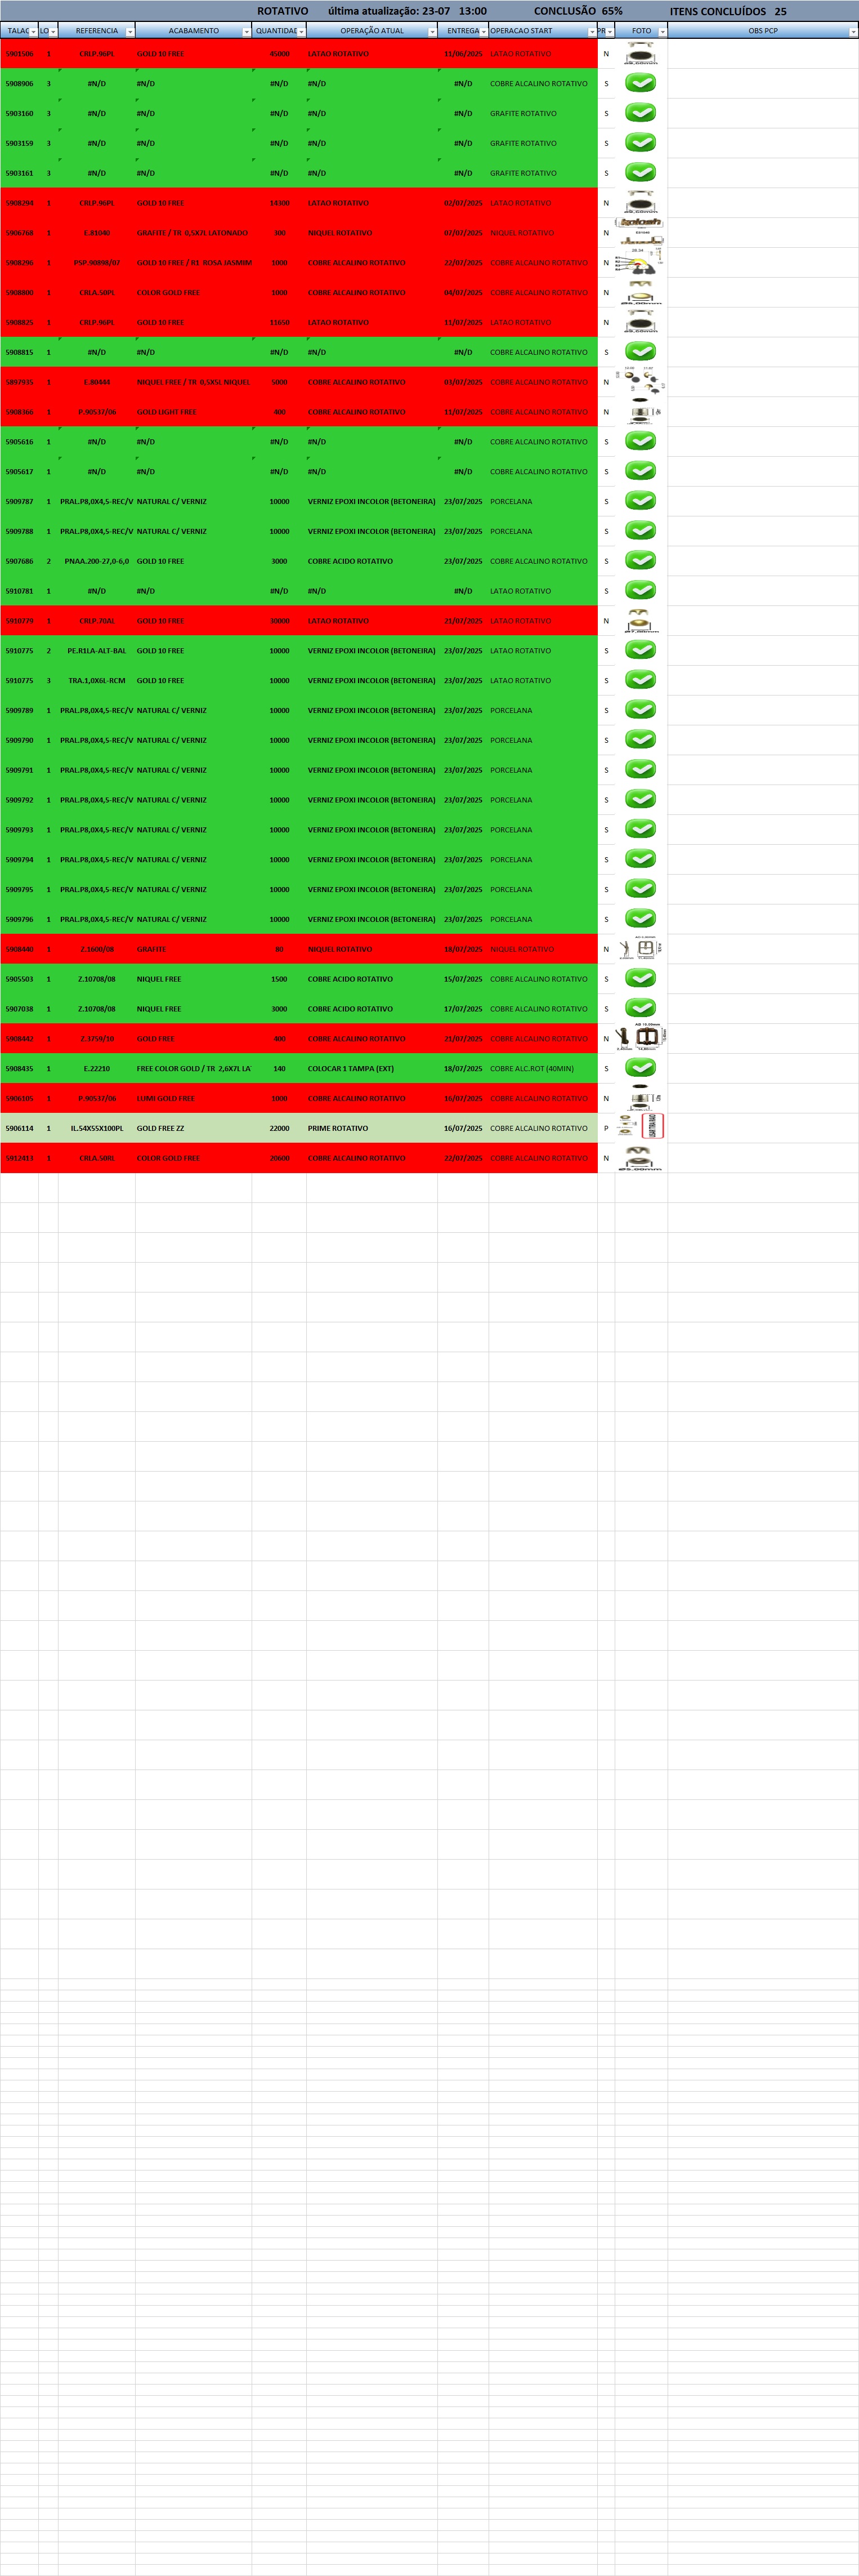 ROTATIVO última atualização: 23-07 13:00 CONCLUSÃO 65% ITENS CONCLUÍDOS 25
TALAC LO REFERENCIA ACABAMENTO QUANTIDAD OPERAÇÃO ATUAL ENTREGA OPERACAO START PR FOTO OBS PCP
5901506 1 CRLP.96PL GOLD 10 FREE 45000 LATAO ROTATIVO 11/06/2025 LATAO ROTATIVO N
5908906 3 #N/D #N/D #N/D #N/D #N/D COBRE ALCALINO ROTATIVO S
5903160 3 #N/D #N/D #N/D #N/D #N/D GRAFITE ROTATIVO S
5903159 3 #N/D #N/D #N/D #N/D #N/D GRAFITE ROTATIVO S
5903161 3 #N/D #N/D #N/D #N/D #N/D GRAFITE ROTATIVO S
5908294 1 CRLP.96PL GOLD 10 FREE 14300 LATAO ROTATIVO 02/07/2025 LATAO ROTATIVO N
5906768 1 E.81040 GRAFITE / TR 0,5X7L LATONADO 300 NIQUEL ROTATIVO 07/07/2025 NIQUEL ROTATIVO N
5908296 1 PSP.90898/07 GOLD 10 FREE / R1 ROSA JASMIM 1000 COBRE ALCALINO ROTATIVO 22/07/2025 COBRE ALCALINO ROTATIVO N
5908800 1 CRLA.50PL COLOR GOLD FREE 1000 COBRE ALCALINO ROTATIVO 04/07/2025 COBRE ALCALINO ROTATIVO N
5908825 1 CRLP.96PL GOLD 10 FREE 11650 LATAO ROTATIVO 11/07/2025 LATAO ROTATIVO N
5908815 1 #N/D #N/D #N/D #N/D #N/D COBRE ALCALINO ROTATIVO S
5897935 1 E.80444 NIQUEL FREE / TR 0,5X5L NIQUEL 5000 COBRE ALCALINO ROTATIVO 03/07/2025 COBRE ALCALINO ROTATIVO N
5908366 1 P.90537/06 GOLD LIGHT FREE 400 COBRE ALCALINO ROTATIVO 11/07/2025 COBRE ALCALINO ROTATIVO N
5905616 1 #N/D #N/D #N/D #N/D #N/D COBRE ALCALINO ROTATIVO S
5905617 1 #N/D #N/D #N/D #N/D #N/D COBRE ALCALINO ROTATIVO S
5909787 1 PRAL.P8,0X4,5-REC/V NATURAL C/ VERNIZ 10000 VERNIZ EPOXI INCOLOR (BETONEIRA) 23/07/2025 PORCELANA S
5909788 1 PRAL.P8,0X4,5-REC/V NATURAL C/ VERNIZ 10000 VERNIZ EPOXI INCOLOR (BETONEIRA) 23/07/2025 PORCELANA S
5907686 2 PNAA.200-27,0-6,0 GOLD 10 FREE 3000 COBRE ACIDO ROTATIVO 23/07/2025 COBRE ALCALINO ROTATIVO S
5910781 1 #N/D #N/D #N/D #N/D #N/D LATAO ROTATIVO S
5910779 1 CRLP.70AL GOLD 10 FREE 30000 LATAO ROTATIVO 21/07/2025 LATAO ROTATIVO N
5910775 2 PE.R1LA-ALT-BAL GOLD 10 FREE 10000 VERNIZ EPOXI INCOLOR (BETONEIRA) 23/07/2025 LATAO ROTATIVO S
5910775 3 TRA.1,0X6L-RCM GOLD 10 FREE 10000 VERNIZ EPOXI INCOLOR (BETONEIRA) 23/07/2025 LATAO ROTATIVO S
5909789 1 PRAL.P8,0X4,5-REC/V NATURAL C/ VERNIZ 10000 VERNIZ EPOXI INCOLOR (BETONEIRA) 23/07/2025 PORCELANA S
5909790 1 PRAL.P8,0X4,5-REC/V NATURAL C/ VERNIZ 10000 VERNIZ EPOXI INCOLOR (BETONEIRA) 23/07/2025 PORCELANA S
5909791 1 PRAL.P8,0X4,5-REC/V NATURAL C/ VERNIZ 10000 VERNIZ EPOXI INCOLOR (BETONEIRA) 23/07/2025 PORCELANA S
5909792 1 PRAL.P8,0X4,5-REC/V NATURAL C/ VERNIZ 10000 VERNIZ EPOXI INCOLOR (BETONEIRA) 23/07/2025 PORCELANA S
5909793 1 PRAL.P8,0X4,5-REC/V NATURAL C/ VERNIZ 10000 VERNIZ EPOXI INCOLOR (BETONEIRA) 23/07/2025 PORCELANA S
5909794 1 PRAL.P8,0X4,5-REC/V NATURAL C/ VERNIZ 10000 VERNIZ EPOXI INCOLOR (BETONEIRA) 23/07/2025 PORCELANA S
5909795 1 PRAL.P8,0X4,5-REC/V NATURAL C/ VERNIZ 10000 VERNIZ EPOXI INCOLOR (BETONEIRA) 23/07/2025 PORCELANA S
5909796 1 PRAL.P8,0X4,5-REC/V NATURAL C/ VERNIZ 10000 VERNIZ EPOXI INCOLOR (BETONEIRA) 23/07/2025 PORCELANA S
5908440 1 Z.1600/08 GRAFITE 80 NIQUEL ROTATIVO 18/07/2025 NIQUEL ROTATIVO N
5905503 1 Z.10708/08 NIQUEL FREE 1500 COBRE ACIDO ROTATIVO 15/07/2025 COBRE ALCALINO ROTATIVO S
5907038 1 Z.10708/08 NIQUEL FREE 3000 COBRE ACIDO ROTATIVO 17/07/2025 COBRE ALCALINO ROTATIVO S
5908442 1 Z.3759/10 GOLD FREE 400 COBRE ALCALINO ROTATIVO 21/07/2025 COBRE ALCALINO ROTATIVO N
5908435 1 E.22210 FREE COLOR GOLD / TR 2,6X7L LA 140 COLOCAR 1 TAMPA (EXT) 18/07/2025 COBRE ALC.ROT (40MIN) S
5906105 1 P.90537/06 LUMI GOLD FREE 1000 COBRE ALCALINO ROTATIVO 16/07/2025 COBRE ALCALINO ROTATIVO N
5906114 1 IL.54X55X100PL GOLD FREE ZZ 22000 PRIME ROTATIVO 16/07/2025 COBRE ALCALINO ROTATIVO P
5912413 1 CRLA.50RL COLOR GOLD FREE 20600 COBRE ALCALINO ROTATIVO 22/07/2025 COBRE ALCALINO ROTATIVO N